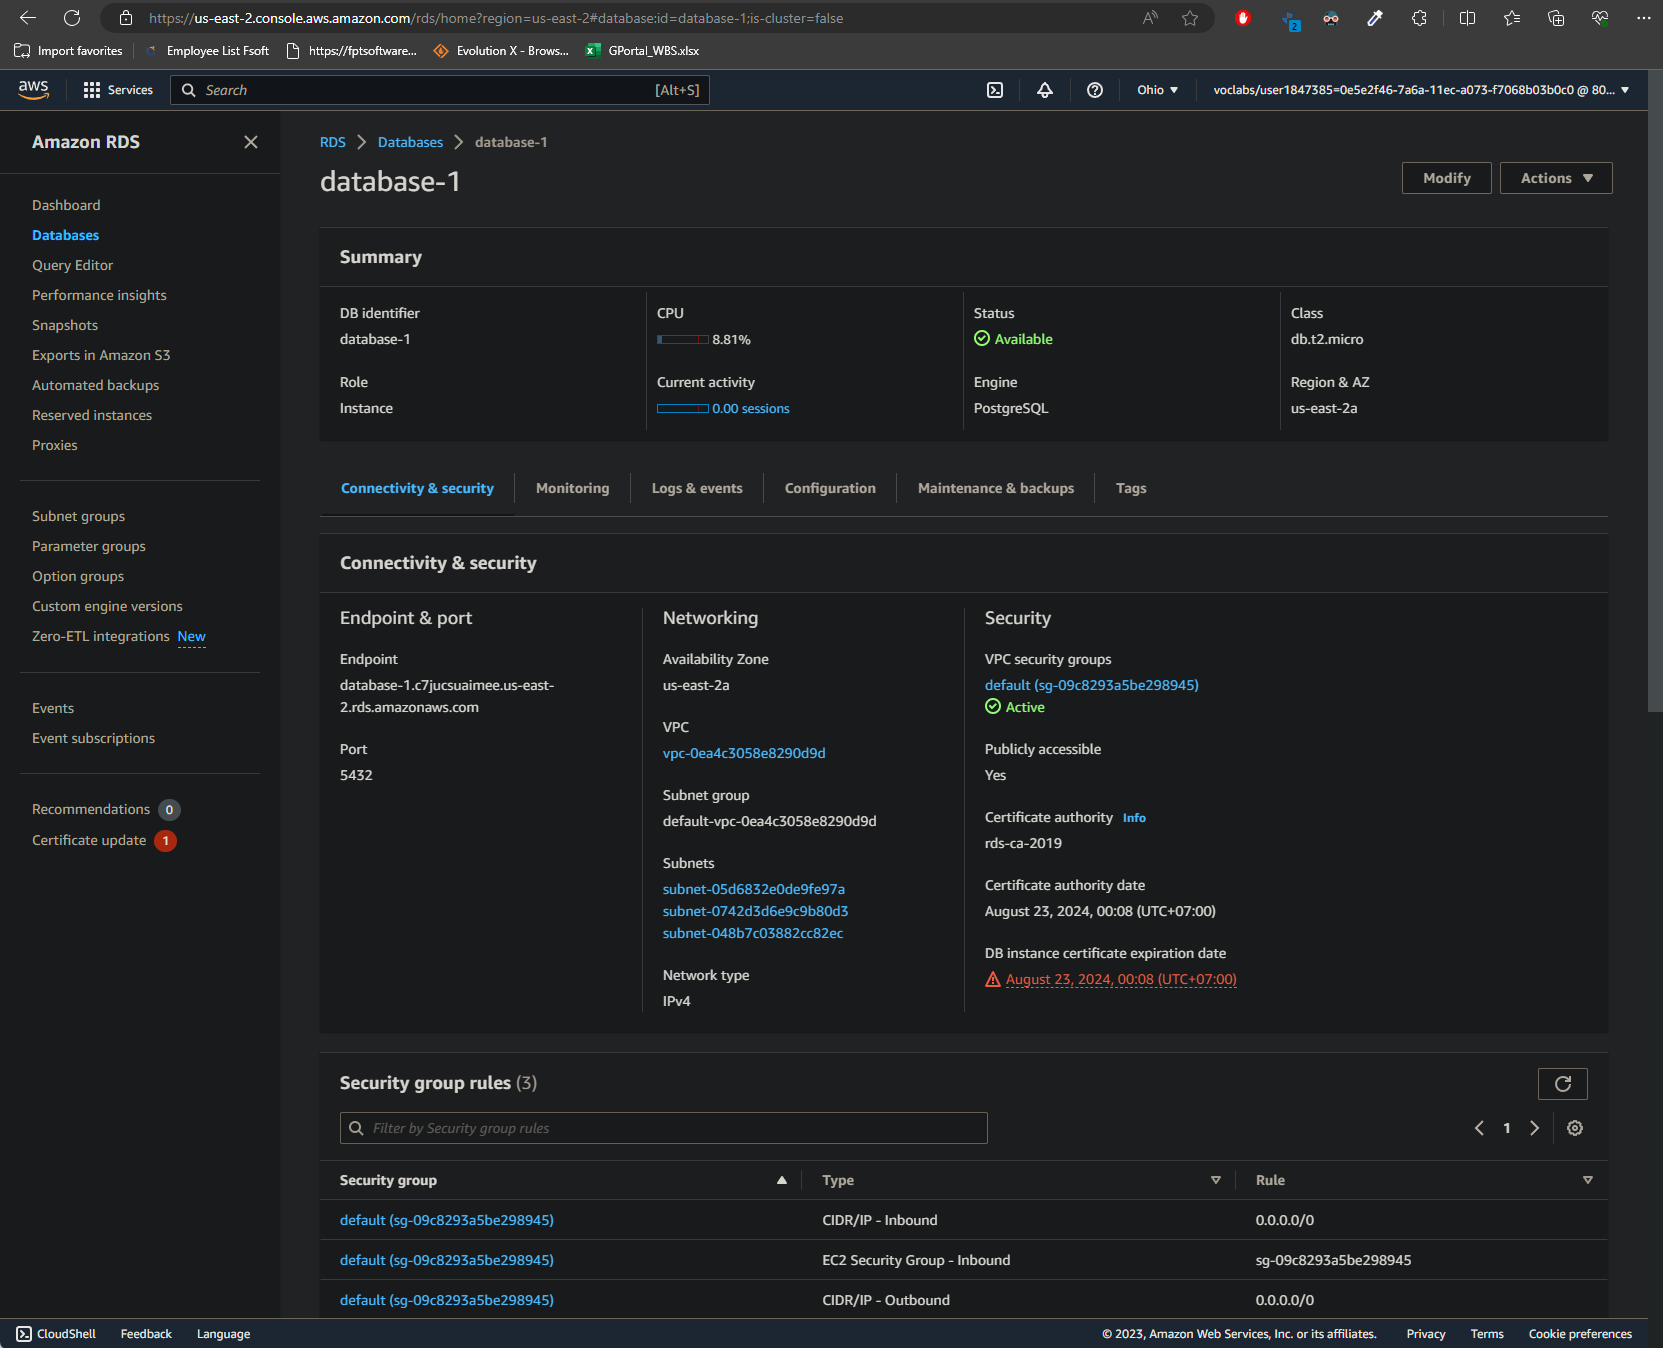 https://us-east-2.console.aws.amazon.com/rds/home?region=us-east-2#database:id=database-1;is-cluster=false
2
Import favorites
Employee List Fsoft
https://fptsoftware...
Evolution X - Brows...
GPortal_WBS.xlsx
aws
Services
Search
[Alt+S]
Ohio
voclabs/user1847385=0e5e2f46-7a6a-11ec-a073-f7068b03b0c0 @ 80...
Amazon RDS
Dashboard
Databases
Query Editor
Performance insights
Snapshots
Exports in Amazon S3
Automated backups
Reserved instances
Proxies
Subnet groups
Parameter groups
Option groups
Custom engine versions
Zero-ETL integrations New
Events
Event subscriptions
Recommendations 0
Certificate update 1
RDS > Databases > database-1
database-1
Modify
Actions
Summary
DB identifier
database-1
CPU
8.81%
Status
Available
Class
db.t2.micro
Role
Instance
Current activity
0.00 sessions
Engine
PostgreSQL
Region & AZ
us-east-2a
Connectivity & security
Monitoring
Logs & events
Configuration
Maintenance & backups
Tags
Connectivity & security
Endpoint & port
Endpoint
database-1.c7jucsuaimee.us-east-
2.rds.amazonaws.com
Port
5432
Networking
Availability Zone
us-east-2a
VPC
vpc-0ea4c3058e8290d9d
Subnet group
default-vpc-0ea4c3058e8290d9d
Subnets
subnet-05d6832e0de9fe97a
subnet-0742d3d6e9c9b80d3
subnet-048b7c03882cc82ec
Network type
IPv4
Security
VPC security groups
default (sg-09c8293a5be298945)
Active
Publicly accessible
Yes
Certificate authority Info
rds-ca-2019
Certificate authority date
August 23, 2024, 00:08 (UTC+07:00)
DB instance certificate expiration date
August 23, 2024, 00:08 (UTC+07:00)
Security group rules (3)
Filter by Security group rules
1
Security group
Type
Rule
default (sg-09c8293a5be298945)
CIDR/IP - Inbound
0.0.0.0/0
default (sg-09c8293a5be298945)
EC2 Security Group - Inbound
sg-09c8293a5be298945
default (sg-09c8293a5be298945)
CIDR/IP - Outbound
0.0.0.0/0
CloudShell
Feedback
Language
© 2023, Amazon Web Services, Inc. or its affiliates.
Privacy
Terms
Cookie preferences